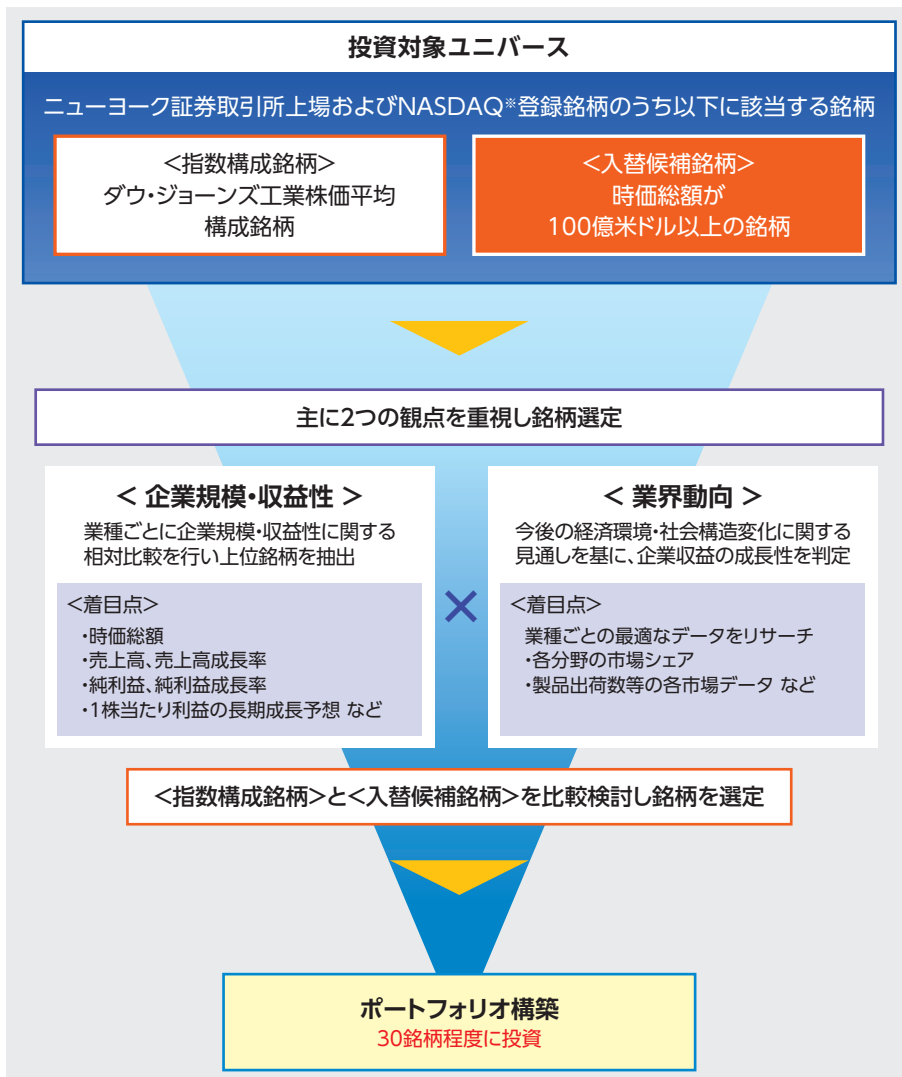 投資対象ユニバース
ニューヨーク証券取引所上場およびNASDAQ※登録銘柄のうち以下に該当する銘柄
＜指数構成銘柄＞
ダウ・ジョーンズ工業株価平均
構成銘柄
＜入替候補銘柄＞
時価総額が
100億米ドル以上の銘柄
主に2つの観点を重視し銘柄選定
＜ 企業規模・収益性 ＞
業種ごとに企業規模・収益性に関する
相対比較を行い上位銘柄を抽出
＜着目点＞
・時価総額
・売上高、売上高成長率
・純利益、純利益成長率
・1株当たり利益の長期成長予想 など
×
＜ 業界動向 ＞
今後の経済環境・社会構造変化に関する
見通しを基に、企業収益の成長性を判定
＜着目点＞
業種ごとの最適なデータをリサーチ
・各分野の市場シェア
・製品出荷数等の各市場データ など
＜指数構成銘柄＞と＜入替候補銘柄＞を比較検討し銘柄を選定
ポートフォリオ構築
30銘柄程度に投資